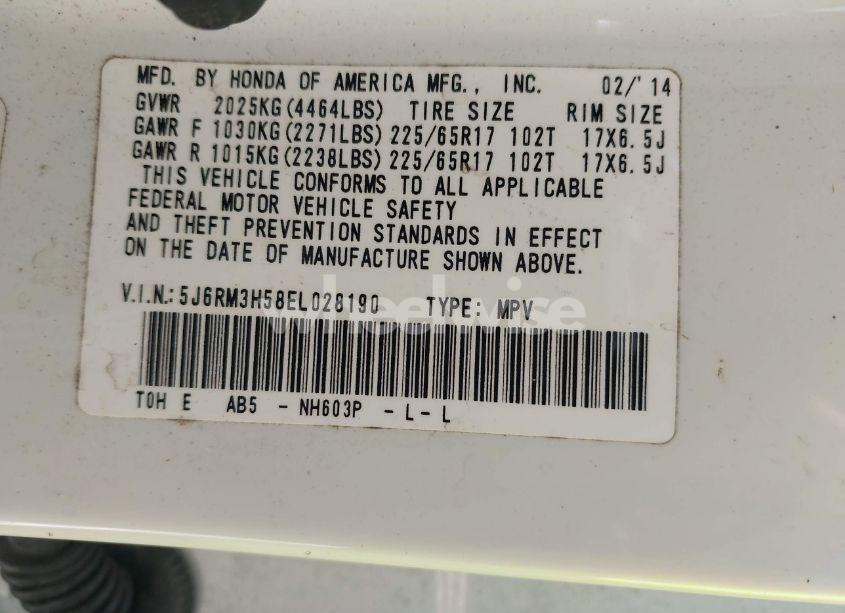 MFD. BY HONDA OF AMERICA MFG., INC. 02/'14
GVWR 2025KG(4464LBS) TIRE SIZE RIM SIZE
GAWR F 1030KG(2271LBS) 225/65R17 102T 17X6.5J
GAWR R 1015KG(2238LBS) 225/65R17 102T 17X6.5J
THIS VEHICLE CONFORMS TO ALL APPLICABLE
FEDERAL MOTOR VEHICLE SAFETY
AND THEFT PREVENTION STANDARDS IN EFFECT
ON THE DATE OF MANUFACTURE SHOWN ABOVE.
V.I.N.: 5J6RM3H58EL028190 TYPE: MPV
wheelwise
TOH E AB5 - NH603P - L - L